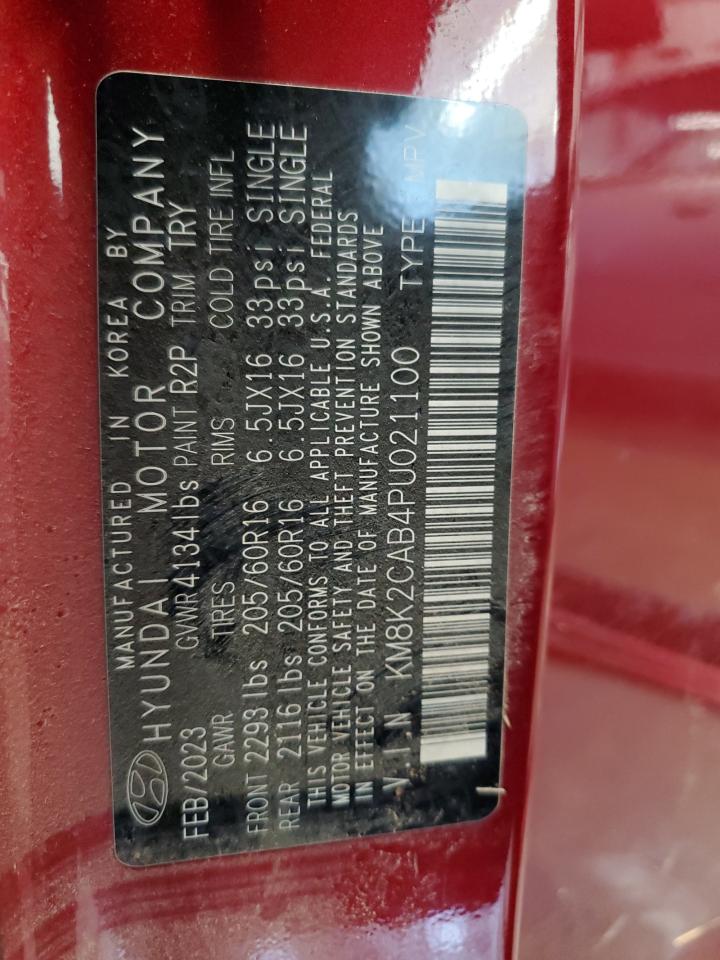 MANUFACTURED IN KOREA BY
HYUNDAI MOTOR COMPANY
FEB/2023 GVWR 4134lbs PAINT R2P TRIM TRY
GAWR TIRES RIMS COLD TIRE INFL
FRONT 2293 lbs 205/60R16 6.5JX16 33psi SINGLE
REAR 2116 lbs 205/60R16 6.5JX16 33psi SINGLE
THIS VEHICLE CONFORMS TO ALL APPLICABLE U.S.A. FEDERAL
MOTOR VEHICLE SAFETY AND THEFT PREVENTION STANDARDS
IN EFFECT ON THE DATE OF MANUFACTURE SHOWN ABOVE
V.I.N KM8K2CAB4PU021100 TYPE: MPV